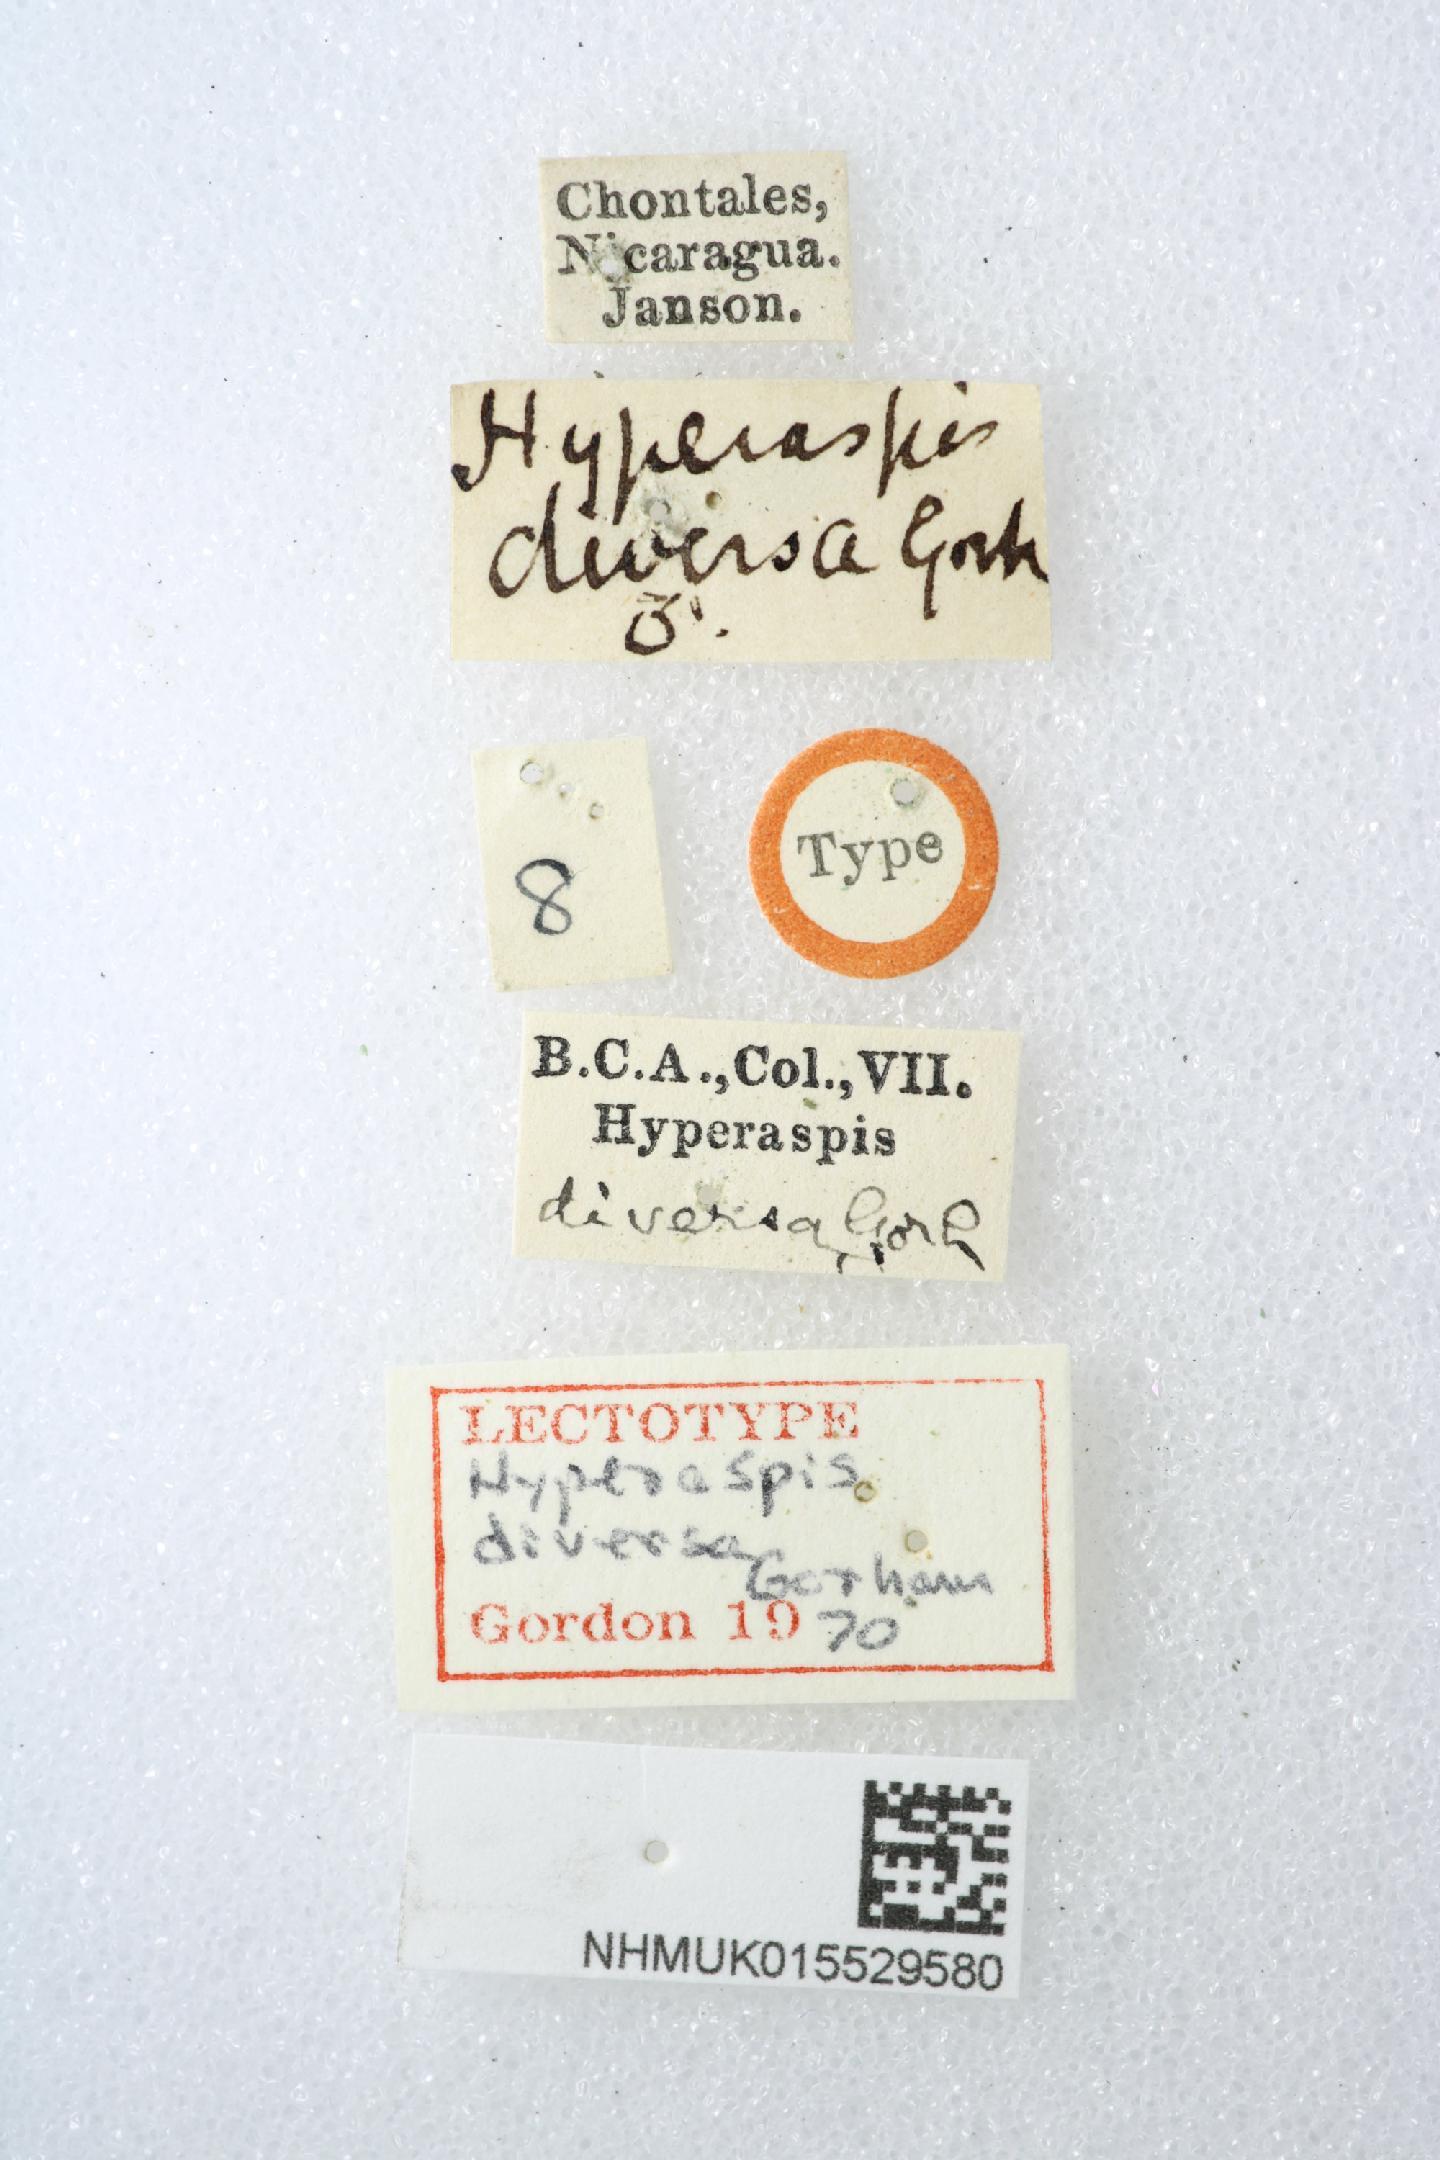 Chontales,
Nicaragua.
Janson.
Hyperaspis
diversa Gorh
♂.
8
Type
B.C.A., Col., VII.
Hyperaspis
diversa, Gorh
LECTOTYPE
Hyperaspis
diversa
Gorham
Gordon 1970
NHMUK015529580